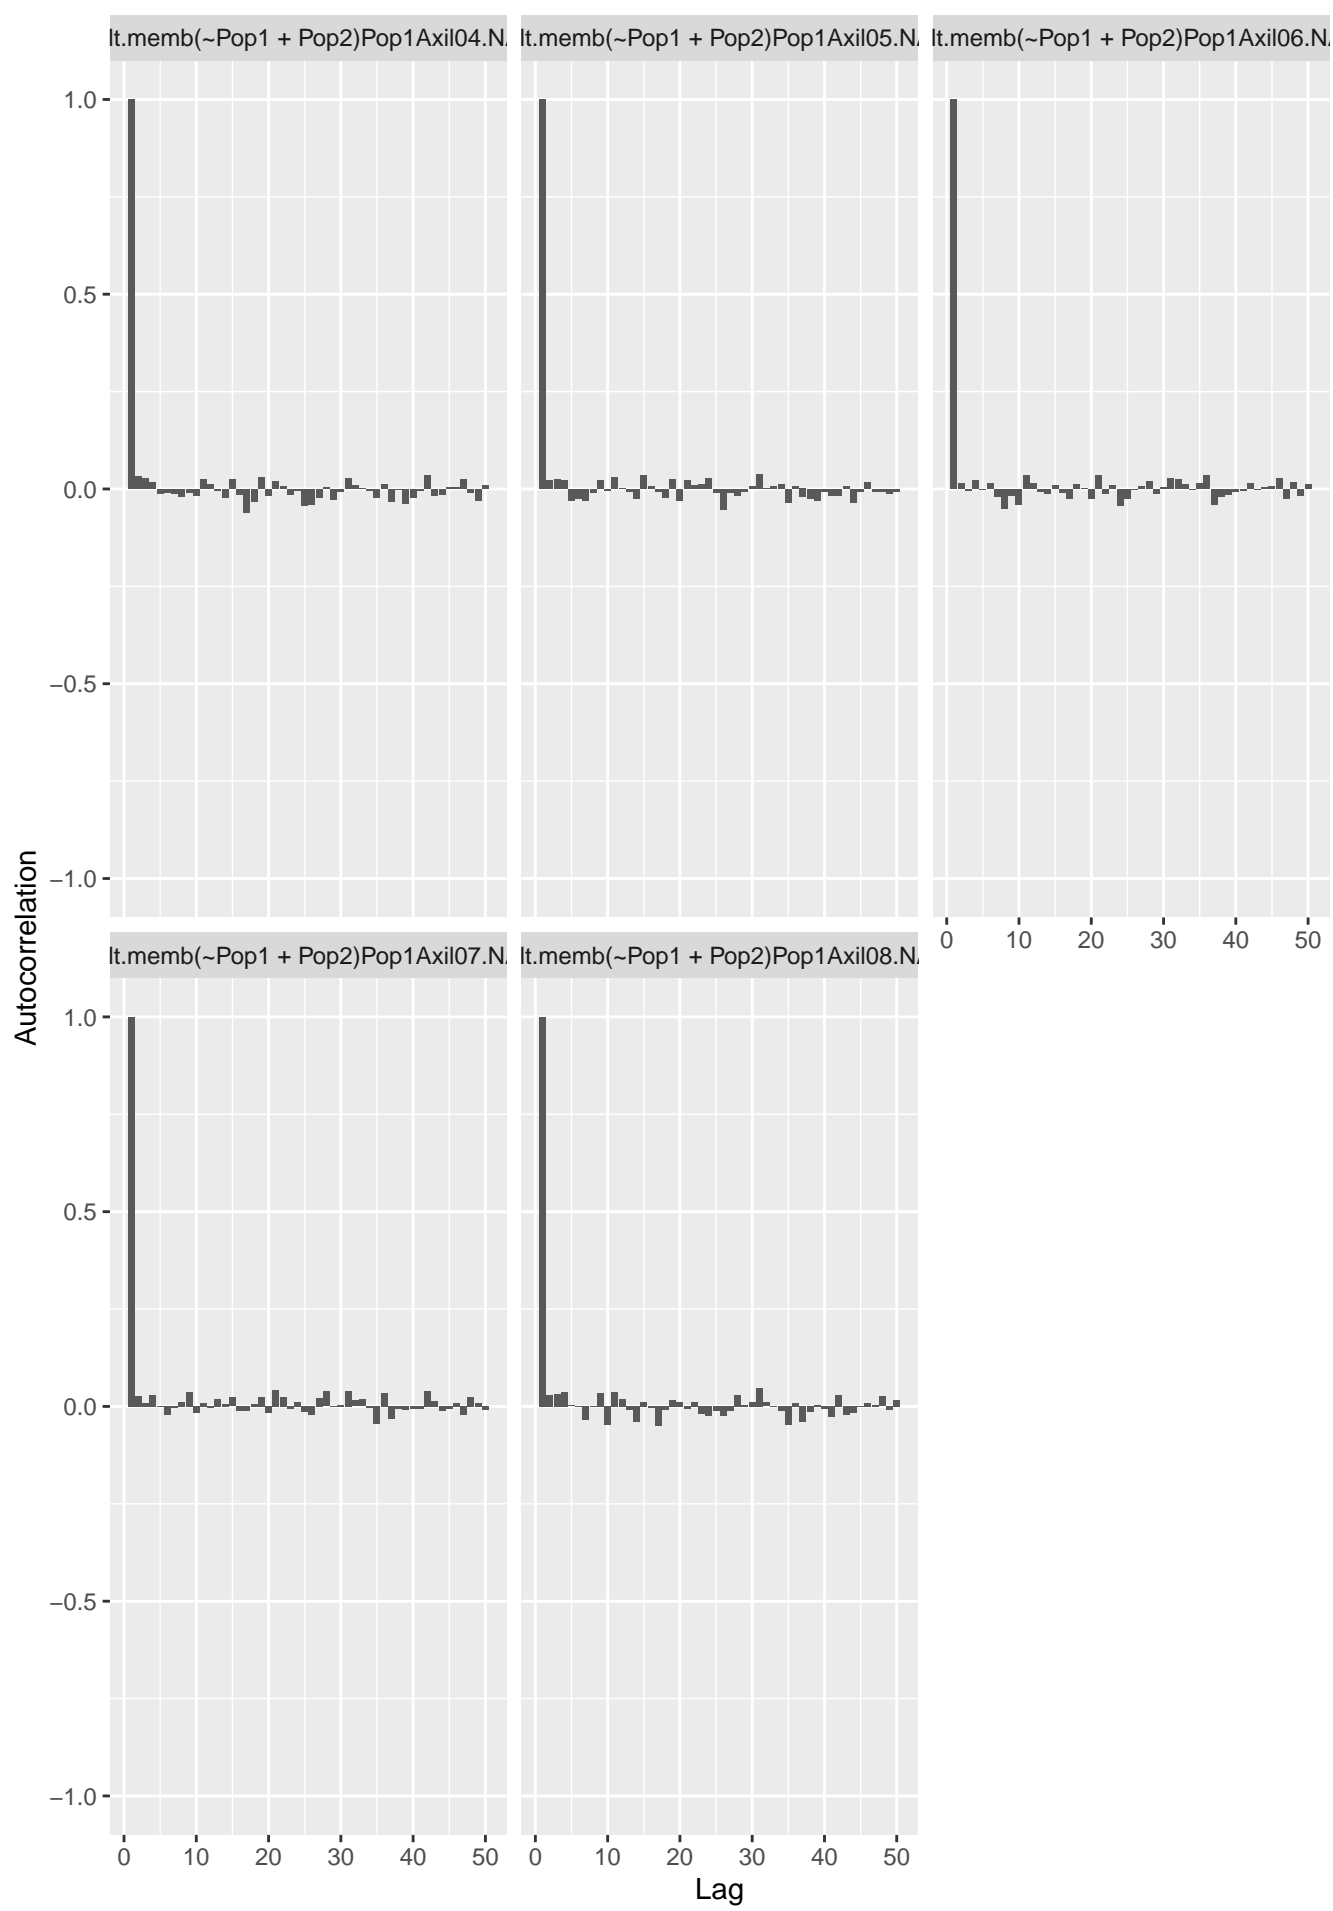 lt.memb(~Pop1 + Pop2)Pop1Axil04.N
lt.memb(~Pop1 + Pop2)Pop1Axil05.N
lt.memb(~Pop1 + Pop2)Pop1Axil06.N
1.0
0.5
0.0
−0.5
−1.0
0 10 20 30 40 50
Autocorrelation
lt.memb(~Pop1 + Pop2)Pop1Axil07.N
lt.memb(~Pop1 + Pop2)Pop1Axil08.N
1.0
0.5
0.0
−0.5
−1.0
0 10 20 30 40 50
0 10 20 30 40 50
Lag